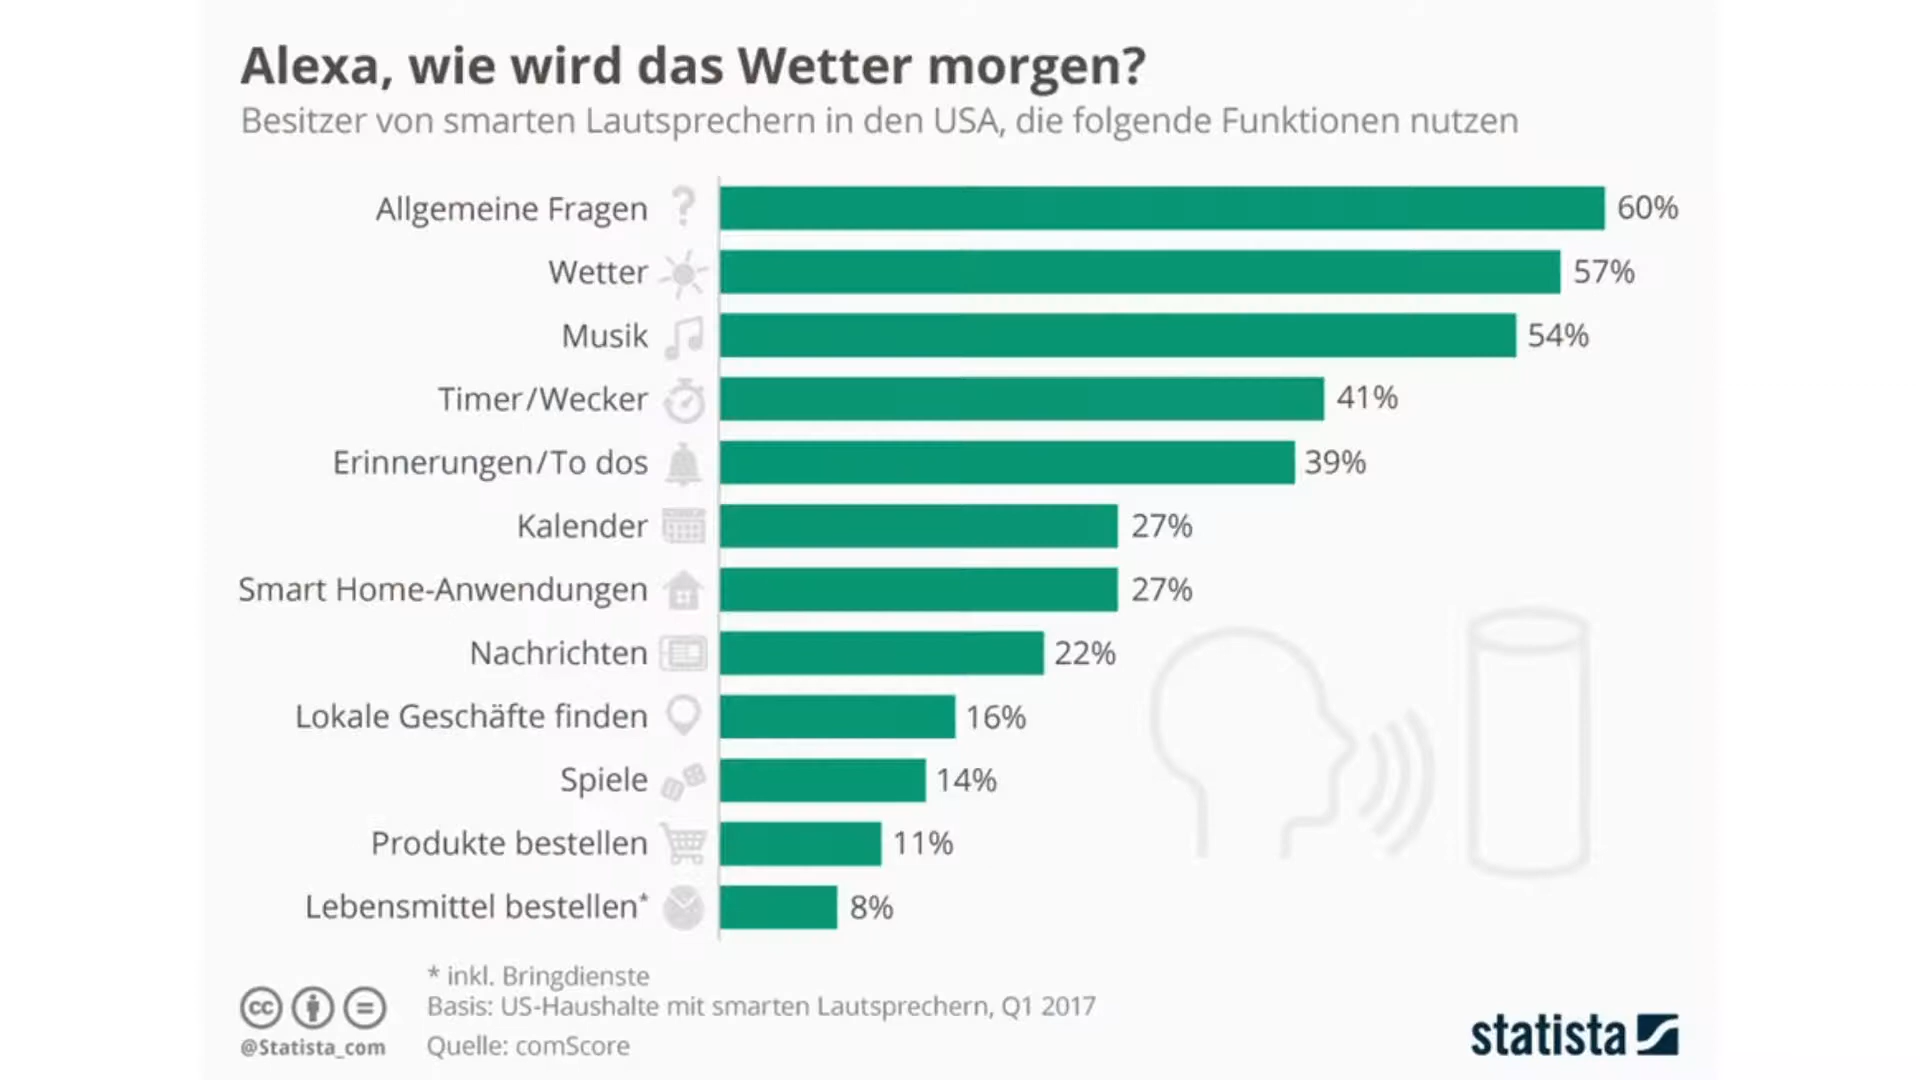 Alexa, wie wird das Wetter morgen?
Besitzer von smarten Lautsprechern in den USA, die folgende Funktionen nutzen
Allgemeine Fragen ? 60%
Wetter 57%
Musik 54%
Timer/Wecker 41%
Erinnerungen/To dos 39%
Kalender 27%
Smart Home-Anwendungen 27%
Nachrichten 22%
Lokale Geschäfte finden 16%
Spiele 14%
Produkte bestellen 11%
Lebensmittel bestellen* 8%
* inkl. Bringdienste
Basis: US-Haushalte mit smarten Lautsprechern, Q1 2017
Quelle: comScore
cc
@Statista_com
statista